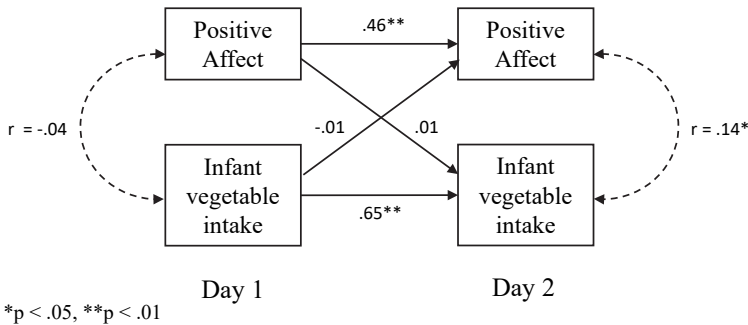 Positive
Affect
.46**
Positive
Affect
r = -.04
-.01
.01
r = .14*
Infant
vegetable
intake
.65**
Infant
vegetable
intake
Day 1
Day 2
*p < .05, **p < .01